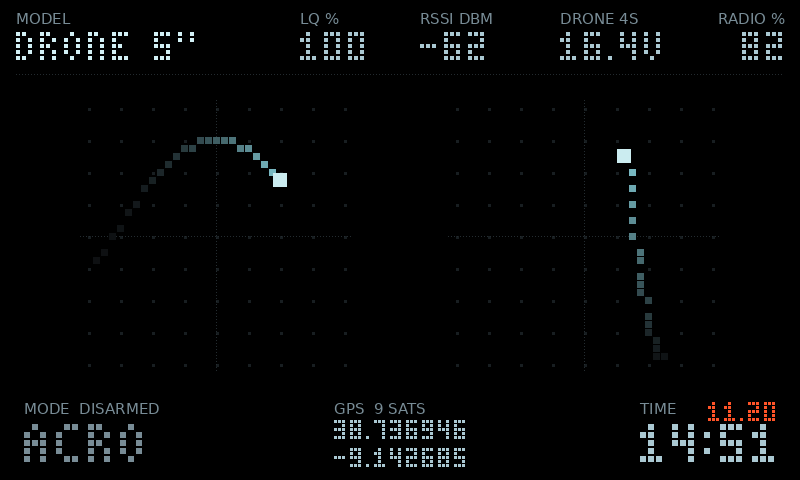 MODEL LQ % RSSI DBM DRONE 4S RADIO %
DRONE 5" 100 -62 16.4V 82
MODE DISARMED GPS 9 SATS TIME 11.20
ACRO 38.736946 14:51
-9.142685